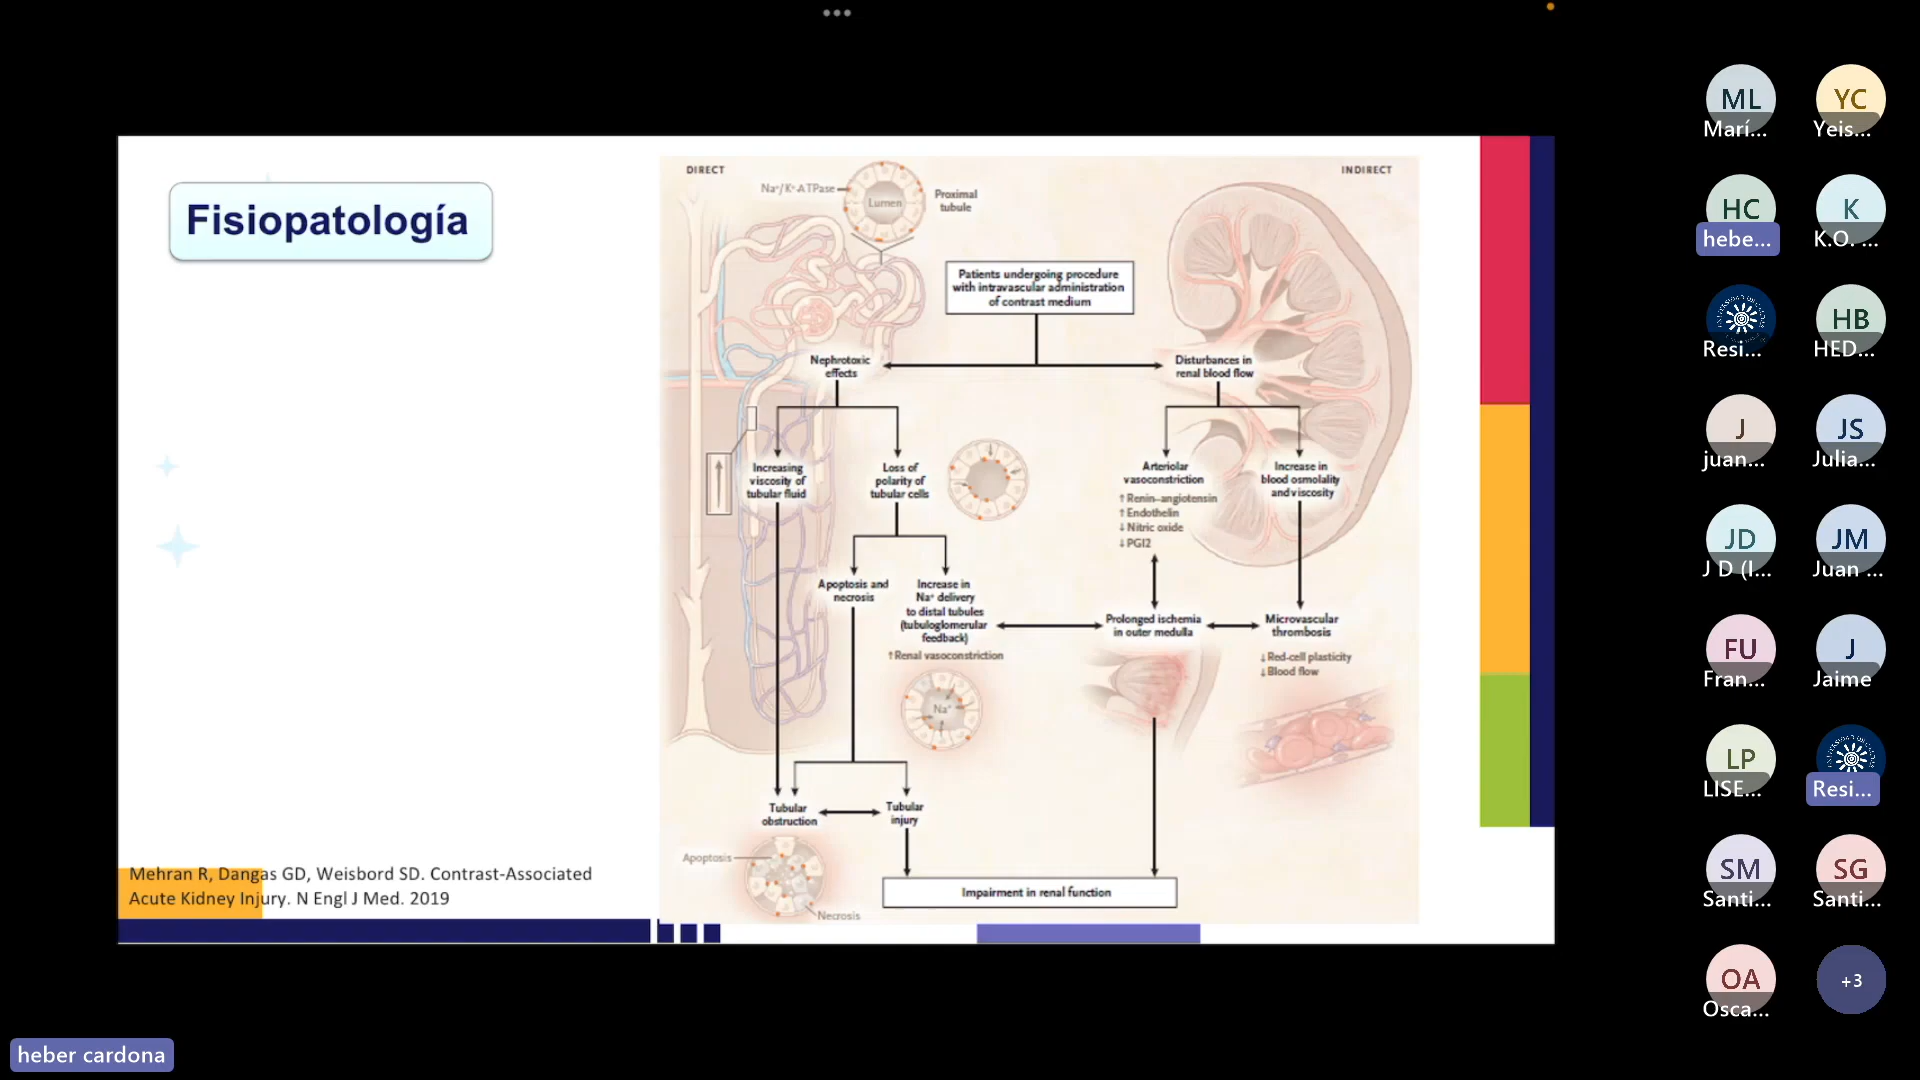 Fisiopatología
DIRECT
INDIRECT
Na+/K+ ATPase
Lumen
Proximal
tubule
Patients undergoing procedure
with intravascular administration
of contrast medium
Nephrotoxic
effects
Disturbances in
renal blood flow
Increasing
viscosity of
tubular fluid
Loss of
polarity of
tubular cells
Arteriolar
vasoconstriction
↑Renin–angiotensin
↑Endothelin
↓Nitric oxide
↓PGI2
Increase in
blood osmolality
and viscosity
Apoptosis and
necrosis
Increase in
Na+ delivery
to distal tubules
(tubuloglomerular
feedback)
↑Renal vasoconstriction
Prolonged ischemia
in outer medulla
Microvascular
thrombosis
↓Red-cell plasticity
↓Blood flow
Na+
Tubular
obstruction
Tubular
injury
Apoptosis
Necrosis
Impairment in renal function
Mehran R, Dangas GD, Weisbord SD. Contrast-Associated
Acute Kidney Injury. N Engl J Med. 2019
ML
Marí...
YC
Yeis...
HC
hebe...
K
K.O. ...
Resi...
HB
HED...
J
juan...
JS
Julia...
JD
J D (I...
JM
Juan ...
FU
Fran...
J
Jaime
LP
LISE...
Resi...
SM
Santi...
SG
Santi...
OA
Osca...
+3
heber cardona